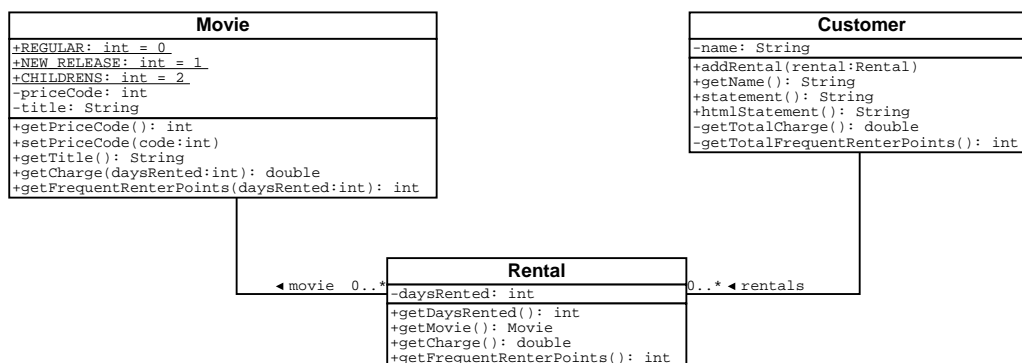 Movie
+REGULAR: int = 0
+NEW RELEASE: int = 1
+CHILDRENS: int = 2
-priceCode: int
-title: String
+getPriceCode(): int
+setPriceCode(code:int)
+getTitle(): String
+getCharge(daysRented:int): double
+getFrequentRenterPoints(daysRented:int): int
Customer
-name: String
+addRental(rental:Rental)
+getName(): String
+statement(): String
+htmlStatement(): String
-getTotalCharge(): double
-getTotalFrequentRenterPoints(): int
◄ movie 0..*
Rental
-daysRented: int
+getDaysRented(): int
+getMovie(): Movie
+getCharge(): double
+getFrequentRenterPoints(): int
0..* ◄ rentals